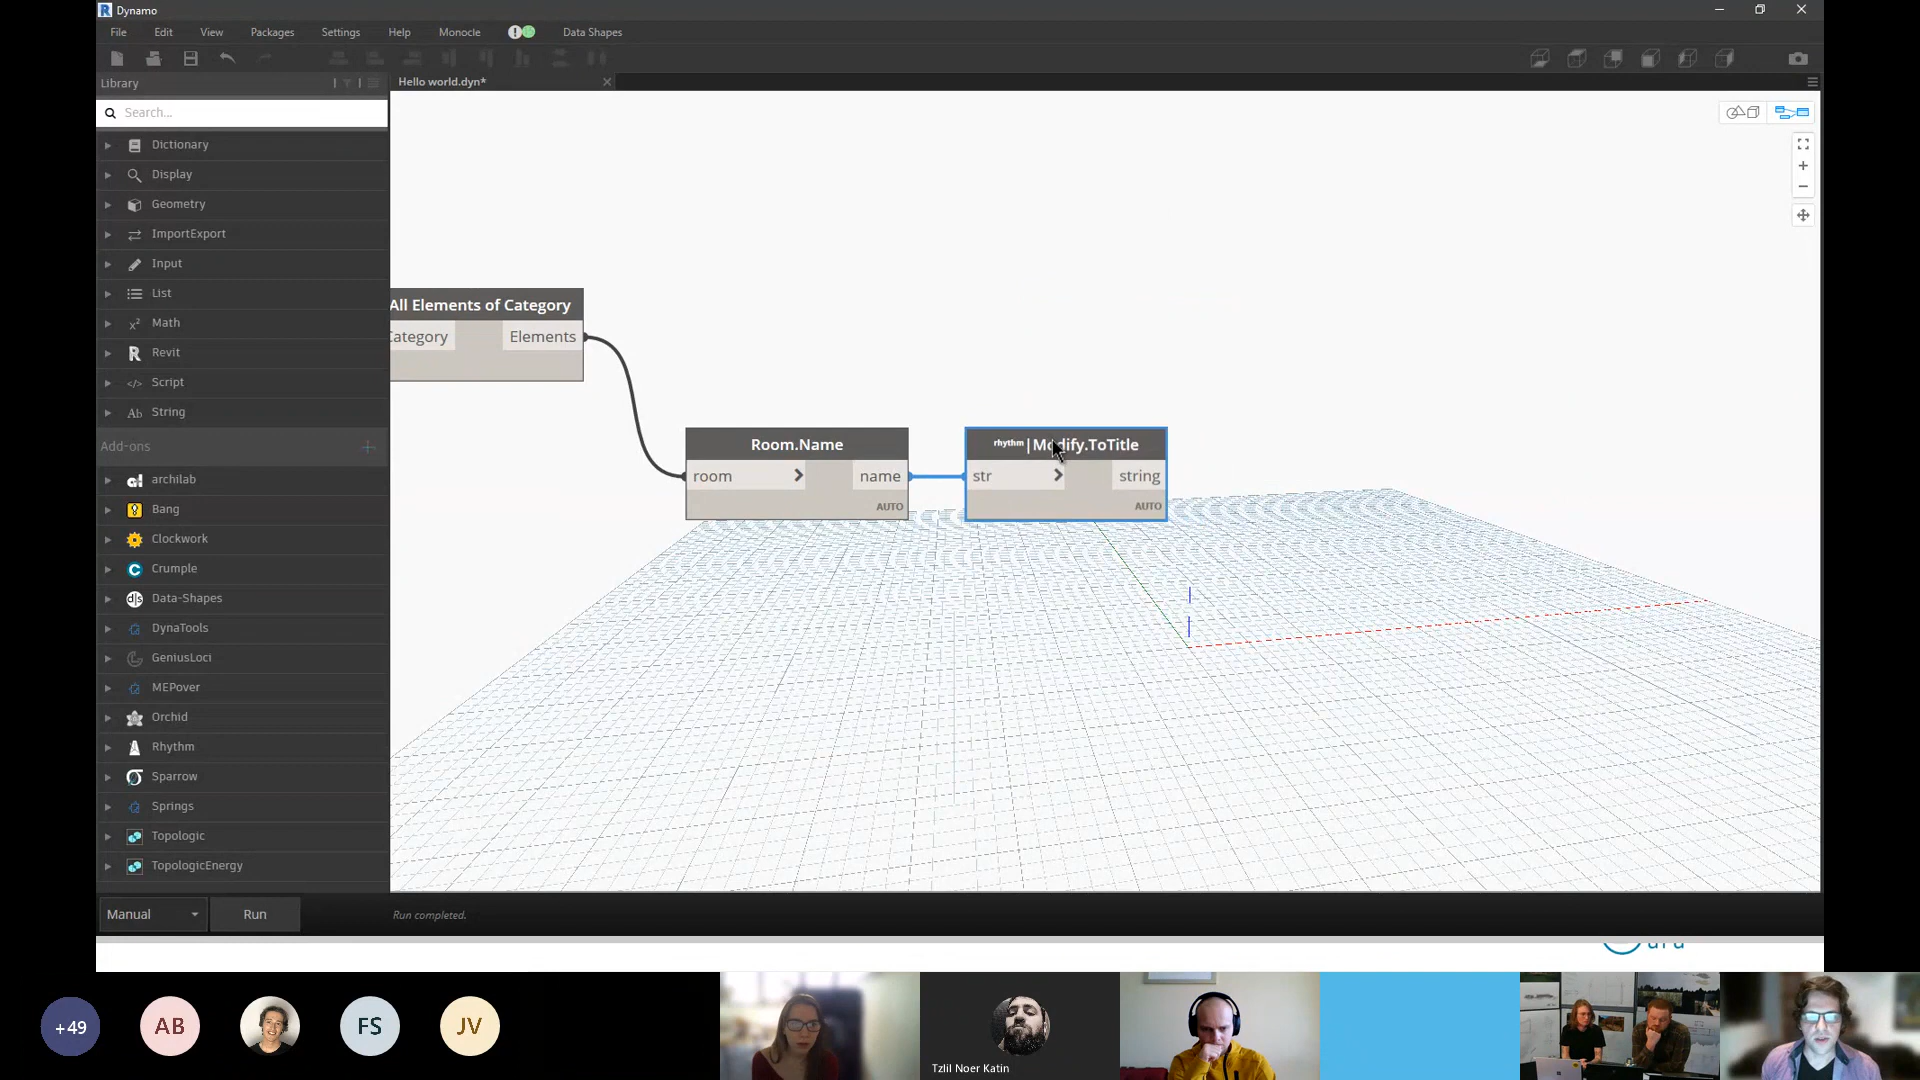 Dynamo
File Edit View Packages Settings Help Monocle Data Shapes
Library
Hello world.dyn*
Search...
Dictionary
Display
Geometry
ImportExport
Input
List
Math
Revit
Script
String
Add-ons
archilab
Bang
Clockwork
Crumple
Data-Shapes
DynaTools
GeniusLoci
MEPover
Orchid
Rhythm
Sparrow
Springs
Topologic
TopologicEnergy
All Elements of Category
Category Elements
Room.Name
room > name
AUTO
rhythm|Modify.ToTitle
str > string
AUTO
Manual Run
Run completed.
+49 AB FS JV
Tzlil Noer Katin